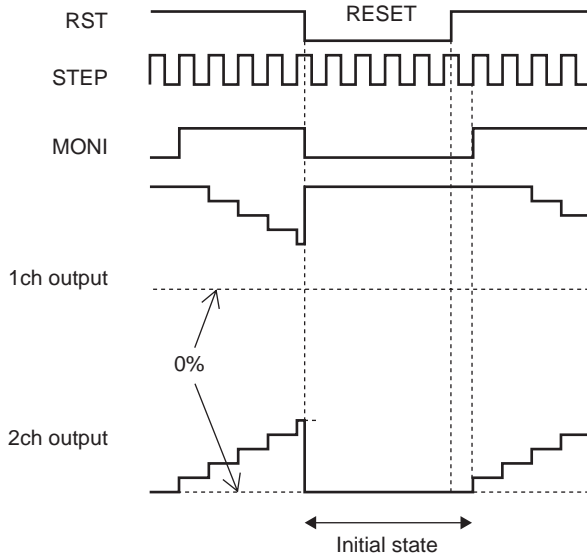 RST
RESET
STEP
MONI
1ch output
0%
2ch output
Initial state